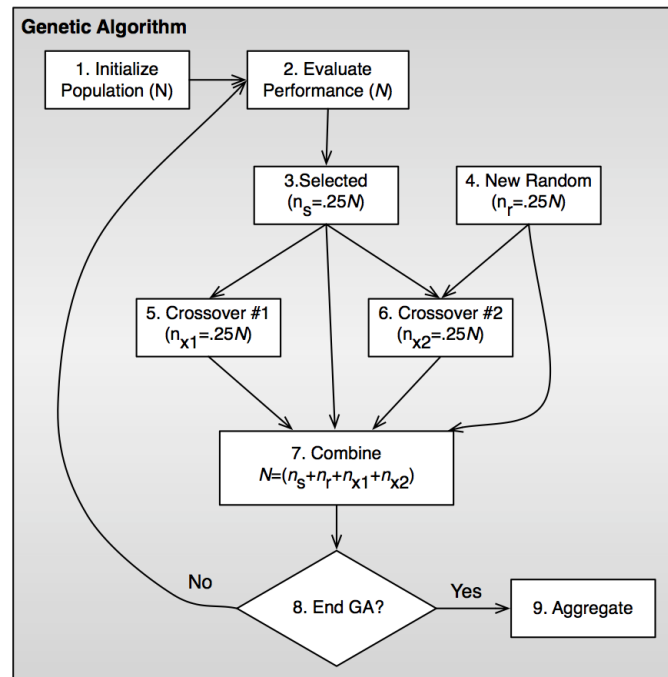 Genetic Algorithm
1. Initialize
Population (N)
2. Evaluate
Performance (N)
3.Selected
(ns=.25N)
4. New Random
(nr=.25N)
5. Crossover #1
(nx1=.25N)
6. Crossover #2
(nx2=.25N)
7. Combine
N=(ns+nr+nx1+nx2)
8. End GA?
No
Yes
9. Aggregate